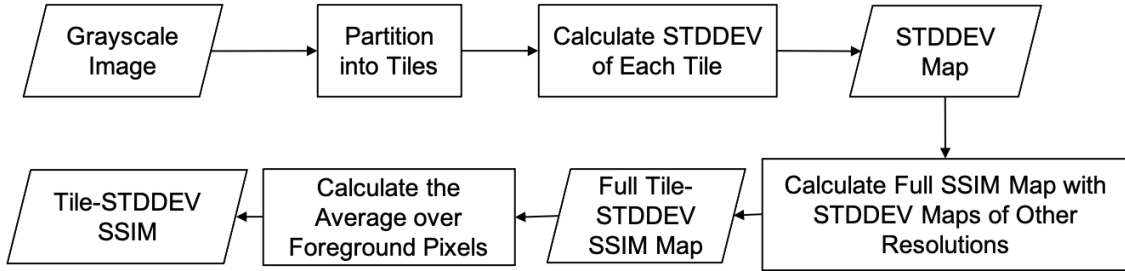 Grayscale
Image
Partition
into Tiles
Calculate STDDEV
of Each Tile
STDDEV
Map
Calculate Full SSIM Map with
STDDEV Maps of Other
Resolutions
Full Tile-
STDDEV
SSIM Map
Calculate the
Average over
Foreground Pixels
Tile-STDDEV
SSIM